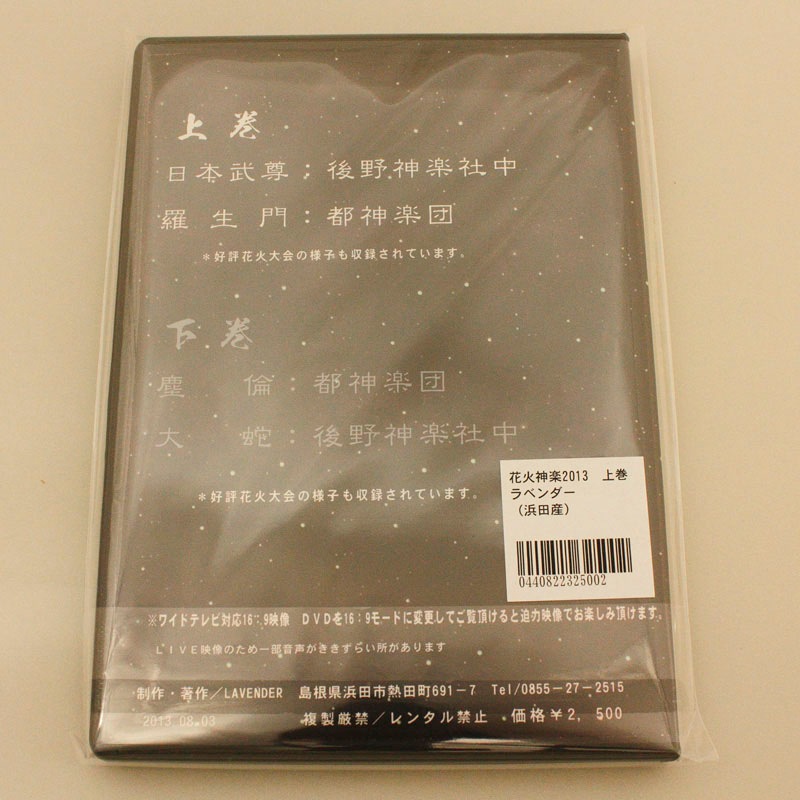 上巻
日本武尊:後野神楽社中
羅生門:都神楽団
*好評花火大会の様子も収録されています。
下巻
塵倫:都神楽団
大蛇:後野神楽社中
*好評花火大会の様子も収録されています。
花火神楽2013 上巻
ラベンダー
(浜田産)
0440822325002
※ワイドテレビ対応16:9映像 DVDを16:9モードに変更してご覧頂けると迫力映像でお楽しみ頂けます。
LIVE映像のため一部音声がききずらい所があります
制作・著作/LAVENDER 島根県浜田市熱田町691-7 Tel/0855-27-2515
2013.08.03 複製厳禁/レンタル禁止 価格¥2,500